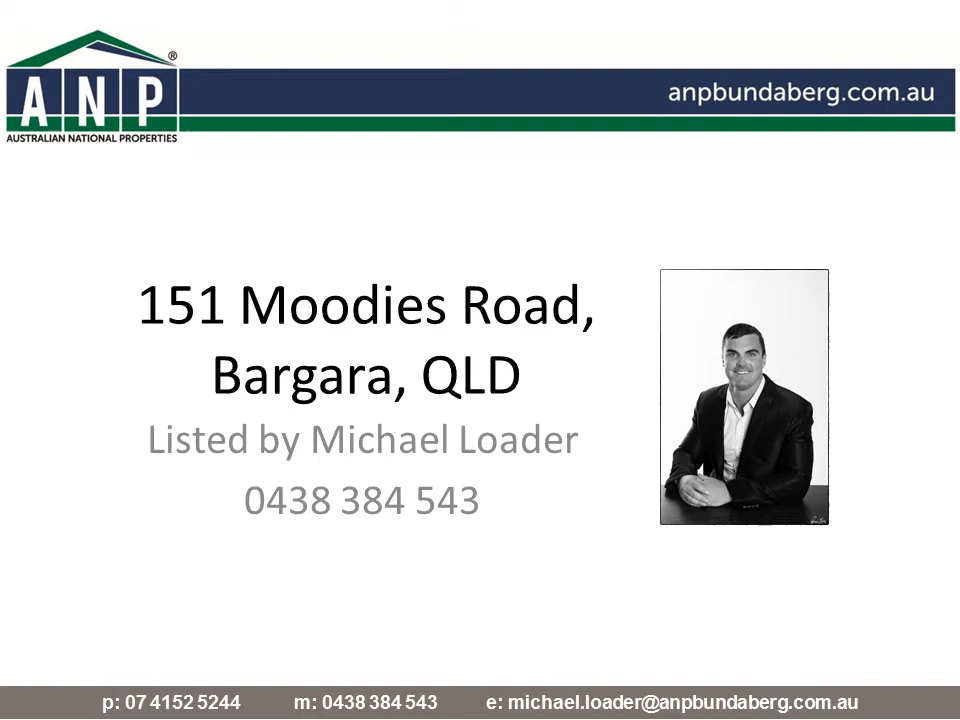 ANP®
AUSTRALIAN NATIONAL PROPERTIES
anpbundaberg.com.au
151 Moodies Road,
Bargara, QLD
Listed by Michael Loader
0438 384 543
p: 07 4152 5244 m: 0438 384 543 e: michael.loader@anpbundaberg.com.au